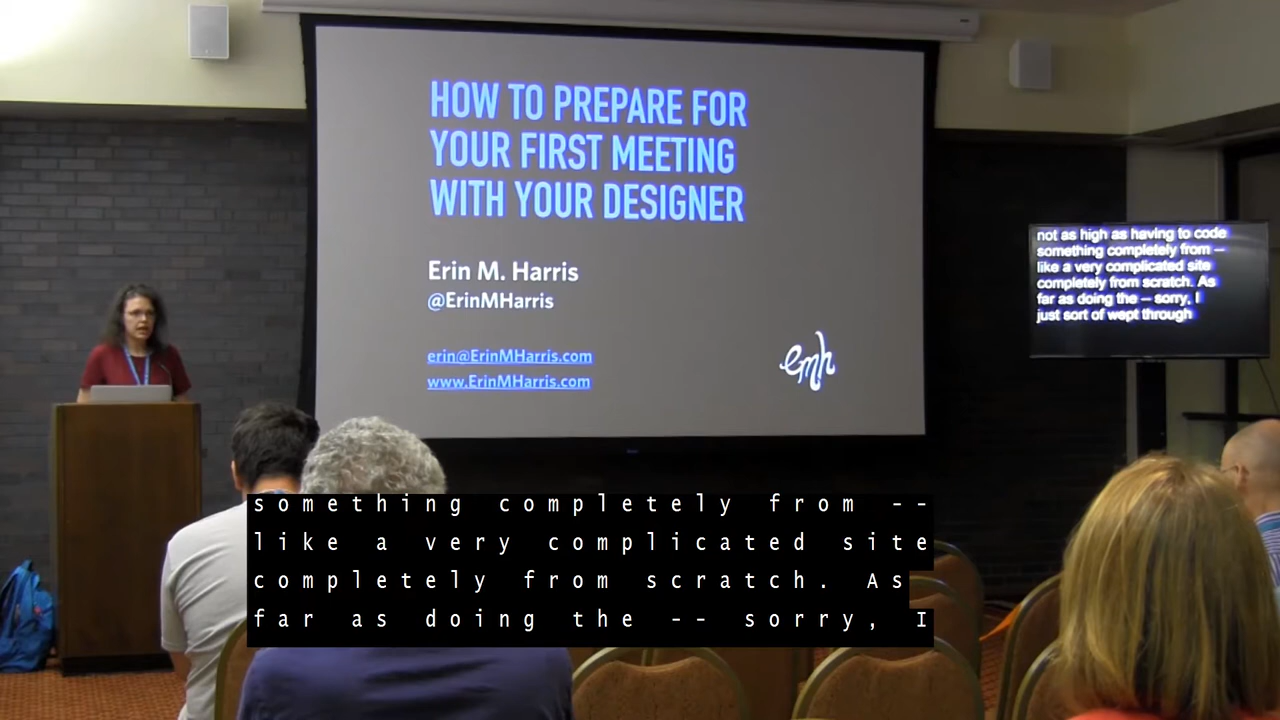 HOW TO PREPARE FOR
YOUR FIRST MEETING
WITH YOUR DESIGNER
Erin M. Harris
@ErinMHarris
erin@ErinMHarris.com
www.ErinMHarris.com
emh
not as high as having to code
something completely from --
like a very complicated site
completely from scratch. As
far as doing the -- sorry, I
just sort of wept through
something completely from --
like a very complicated site
completely from scratch. As
far as doing the -- sorry, I